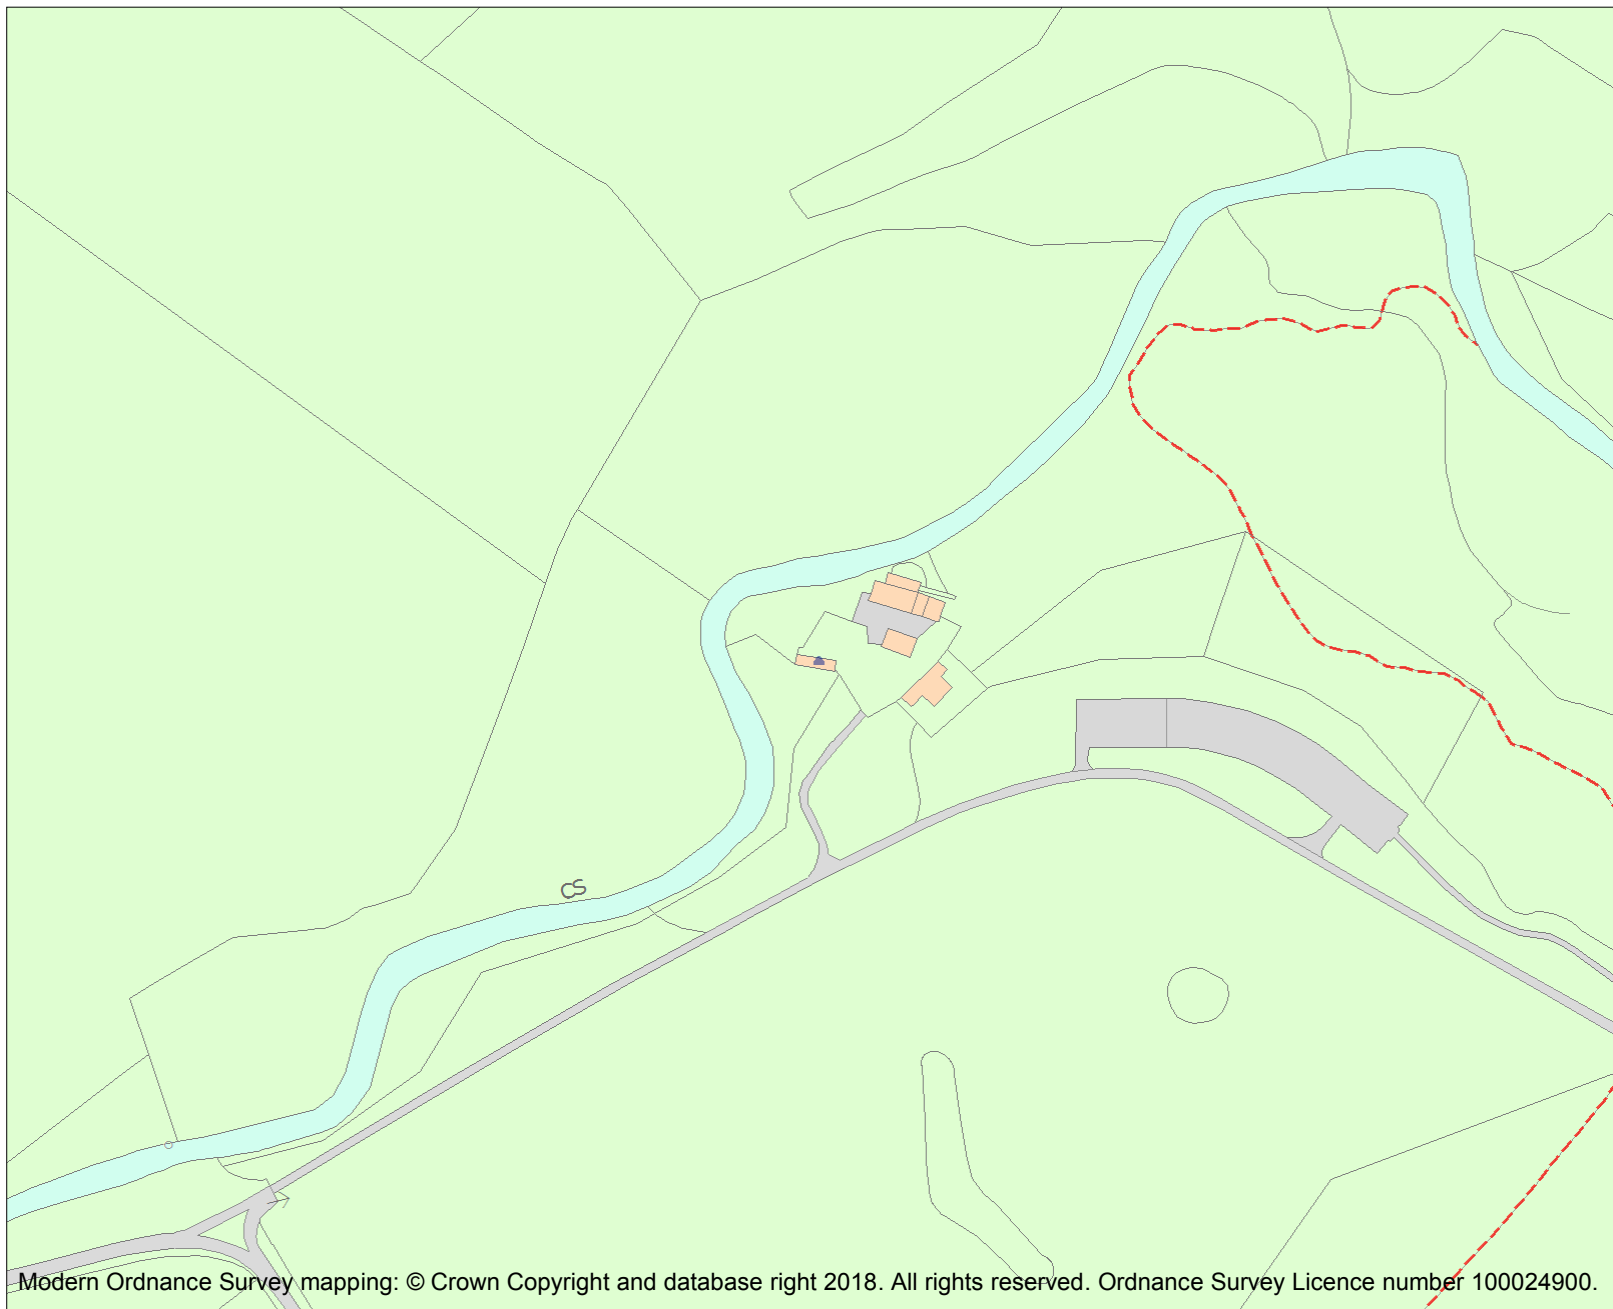 CS
Modern Ordnance Survey mapping: © Crown Copyright and database right 2018. All rights reserved. Ordnance Survey Licence number 100024900.